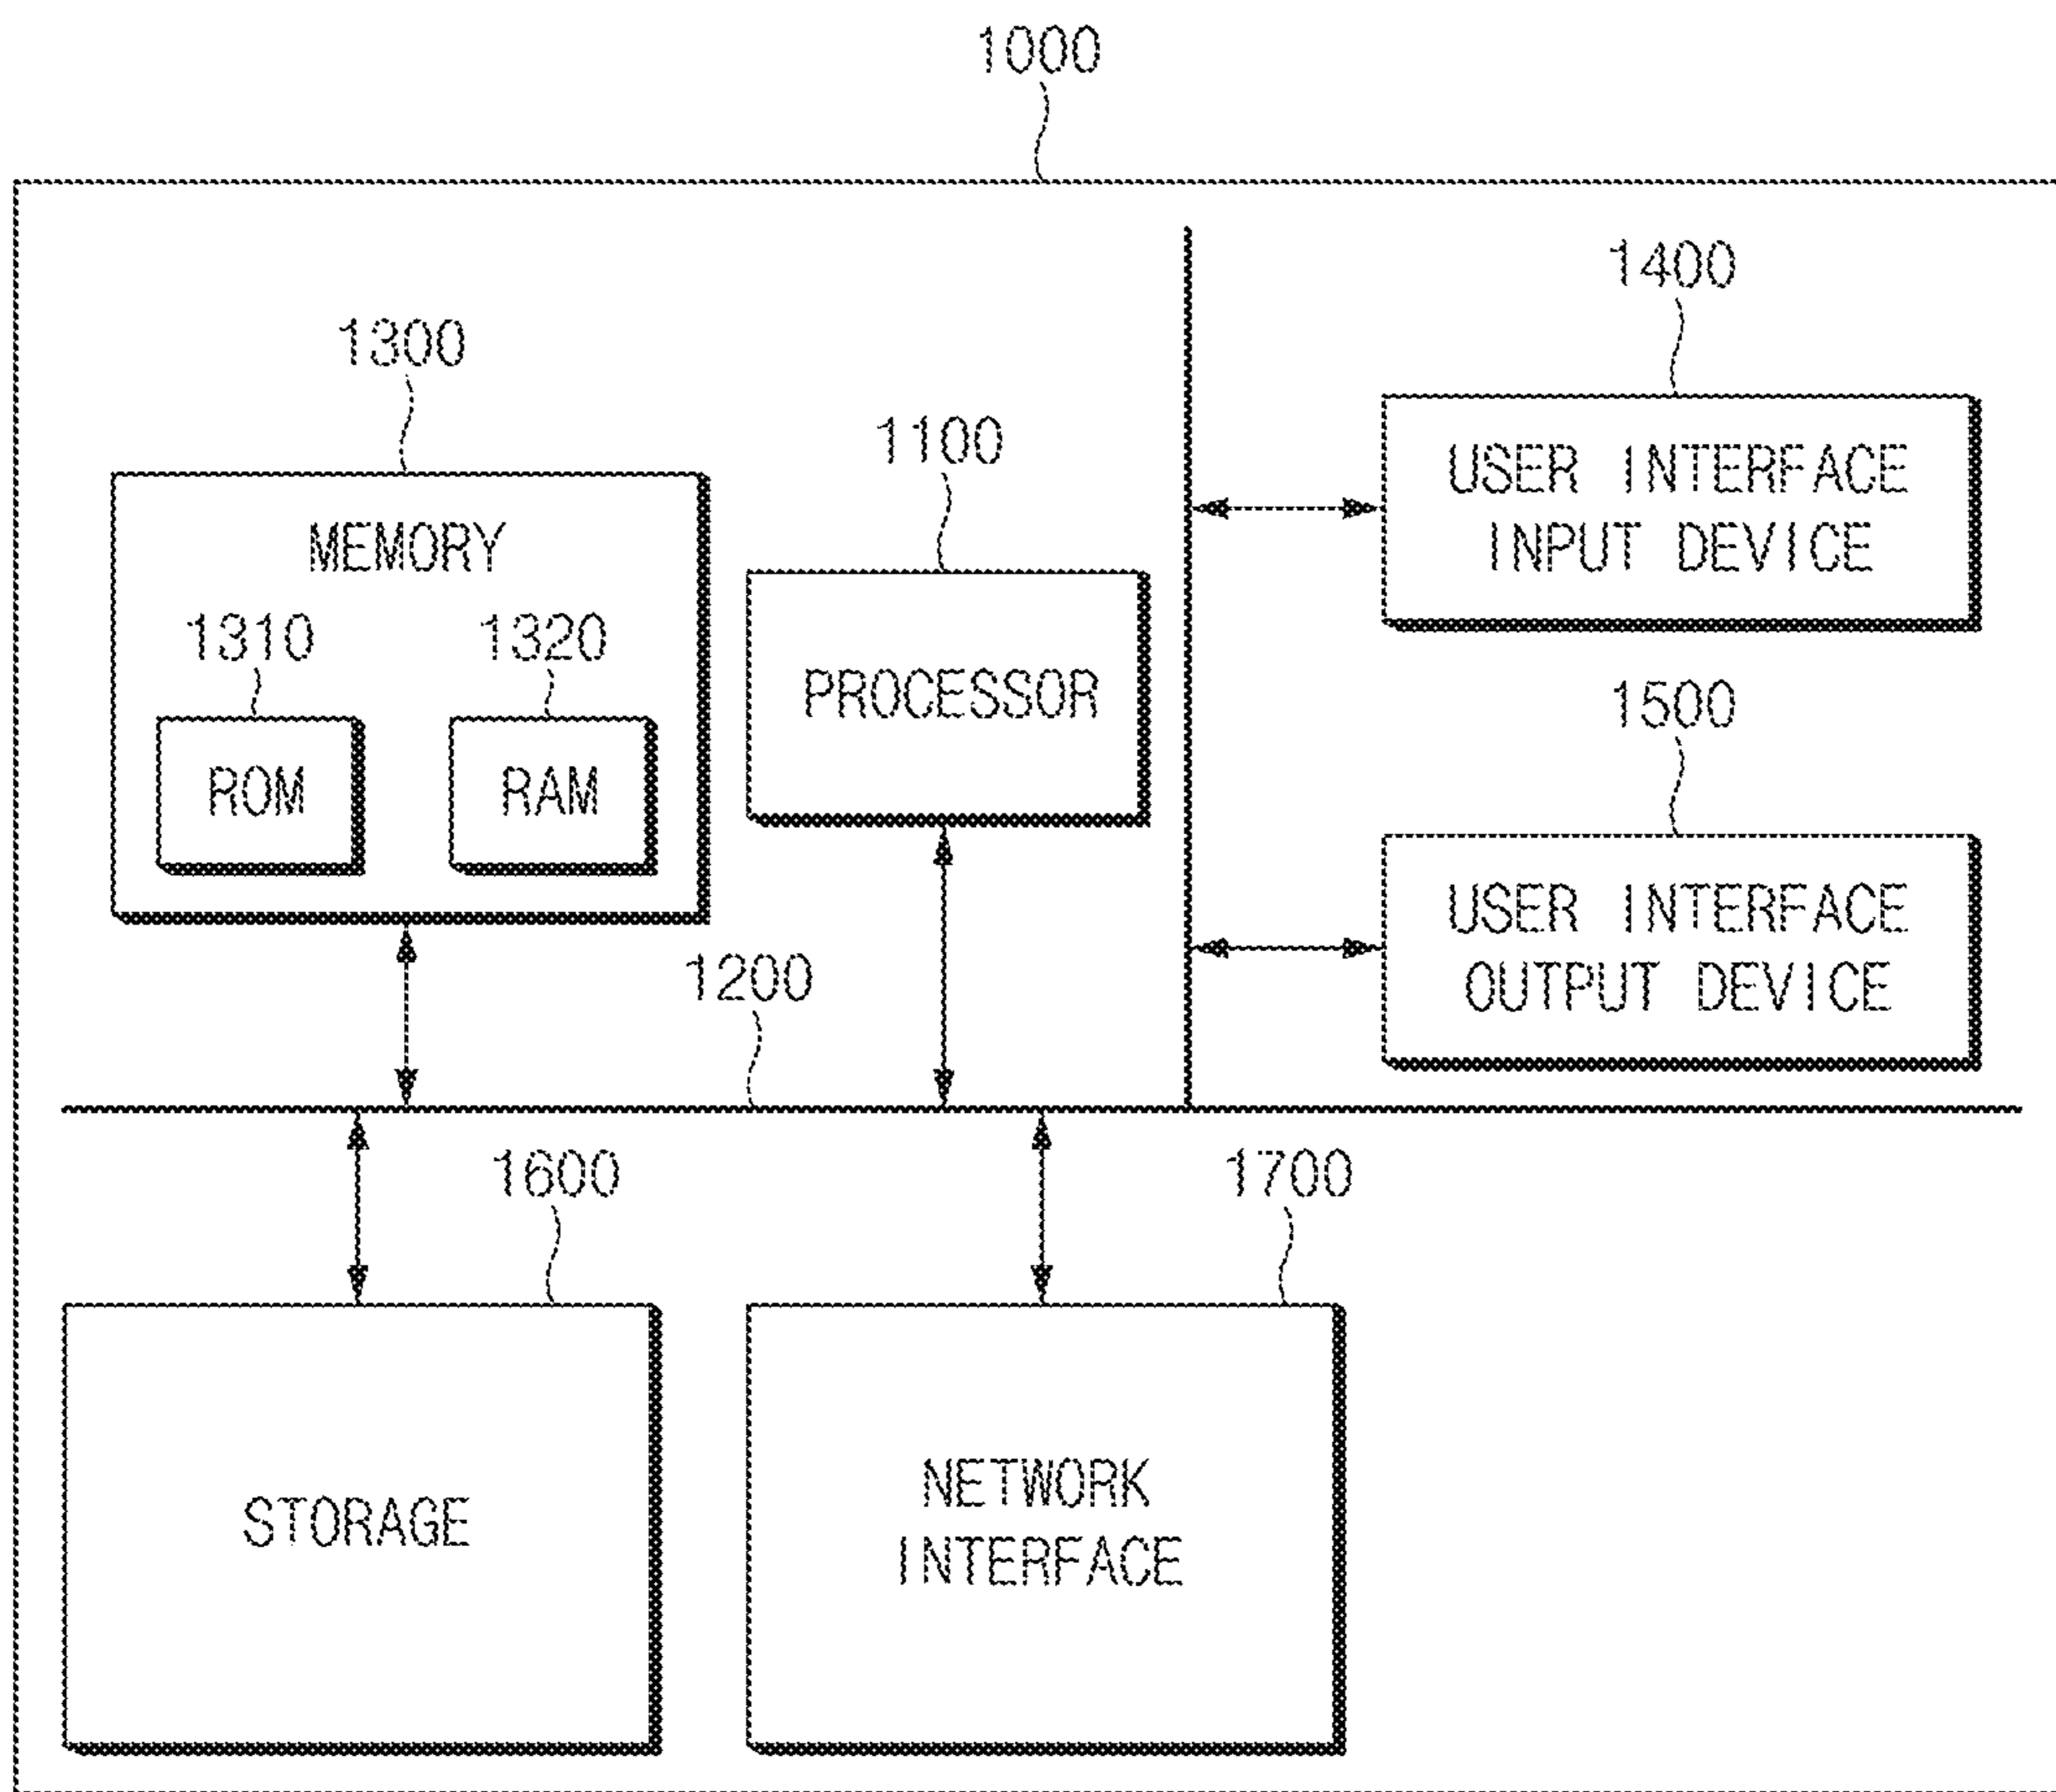 1000
1400
1300
1100
USER INTERFACE
INPUT DEVICE
MEMORY
1310
1320
PROCESSOR
1500
ROM
RAM
USER INTERFACE
OUTPUT DEVICE
1200
1600
1700
STORAGE
NETWORK
INTERFACE